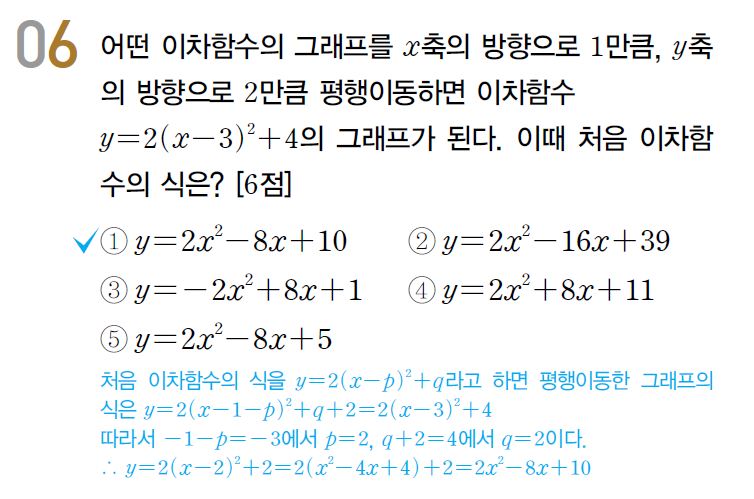 06 어떤 이차함수의 그래프를 x축의 방향으로 1만큼, y축
의 방향으로 2만큼 평행이동하면 이차함수
y=2(x-3)²+4의 그래프가 된다. 이때 처음 이차함
수의 식은? [6점]
① y=2x²-8x+10 ② y=2x²-16x+39
③ y=-2x²+8x+1 ④ y=2x²+8x+11
⑤ y=2x²-8x+5
처음 이차함수의 식을 y=2(x-p)²+q라고 하면 평행이동한 그래프의
식은 y=2(x-1-p)²+q+2=2(x-3)²+4
따라서 -1-p=-3에서 p=2, q+2=4에서 q=2이다.
∴ y=2(x-2)²+2=2(x²-4x+4)+2=2x²-8x+10